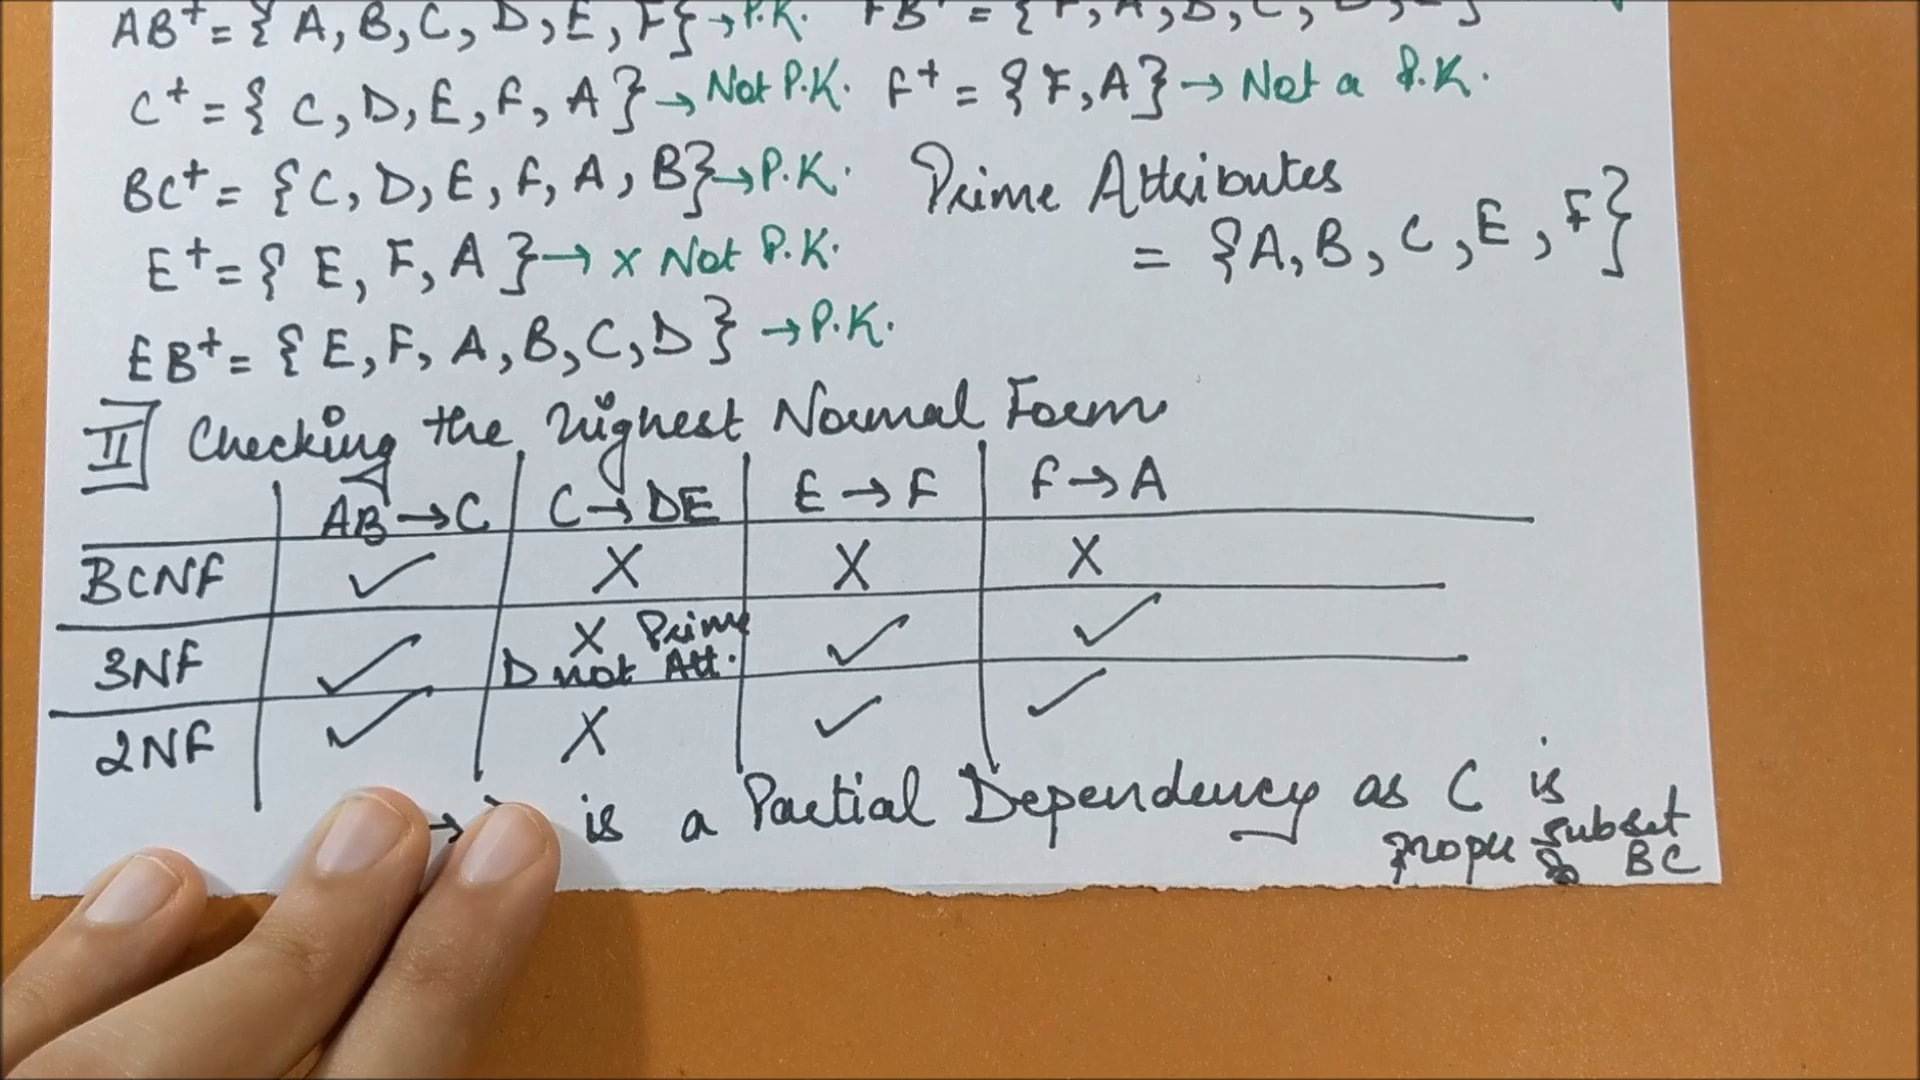 AB⁺ = { A, B, C, D, E, F} → P.K. FB⁺ = { F, A, B, C, D, E }
C⁺ = { C, D, E, F, A } → Not P.K. F⁺ = { F, A } → Not a P.K.
BC⁺ = { C, D, E, F, A, B} → P.K. Prime Attributes
= {A, B, C, E, F}
E⁺ = { E, F, A } → x Not P.K.
EB⁺ = { E, F, A, B, C, D } → P.K.
II Checking the Highest Normal Form
AB → C C → DE E → F F → A
BCNF ✓ X X X
3NF ✓ X Prime ✓ ✓
D not Att.
2NF ✓ X ✓ ✓
→ is a Partial Dependency as C is
proper subset
BC